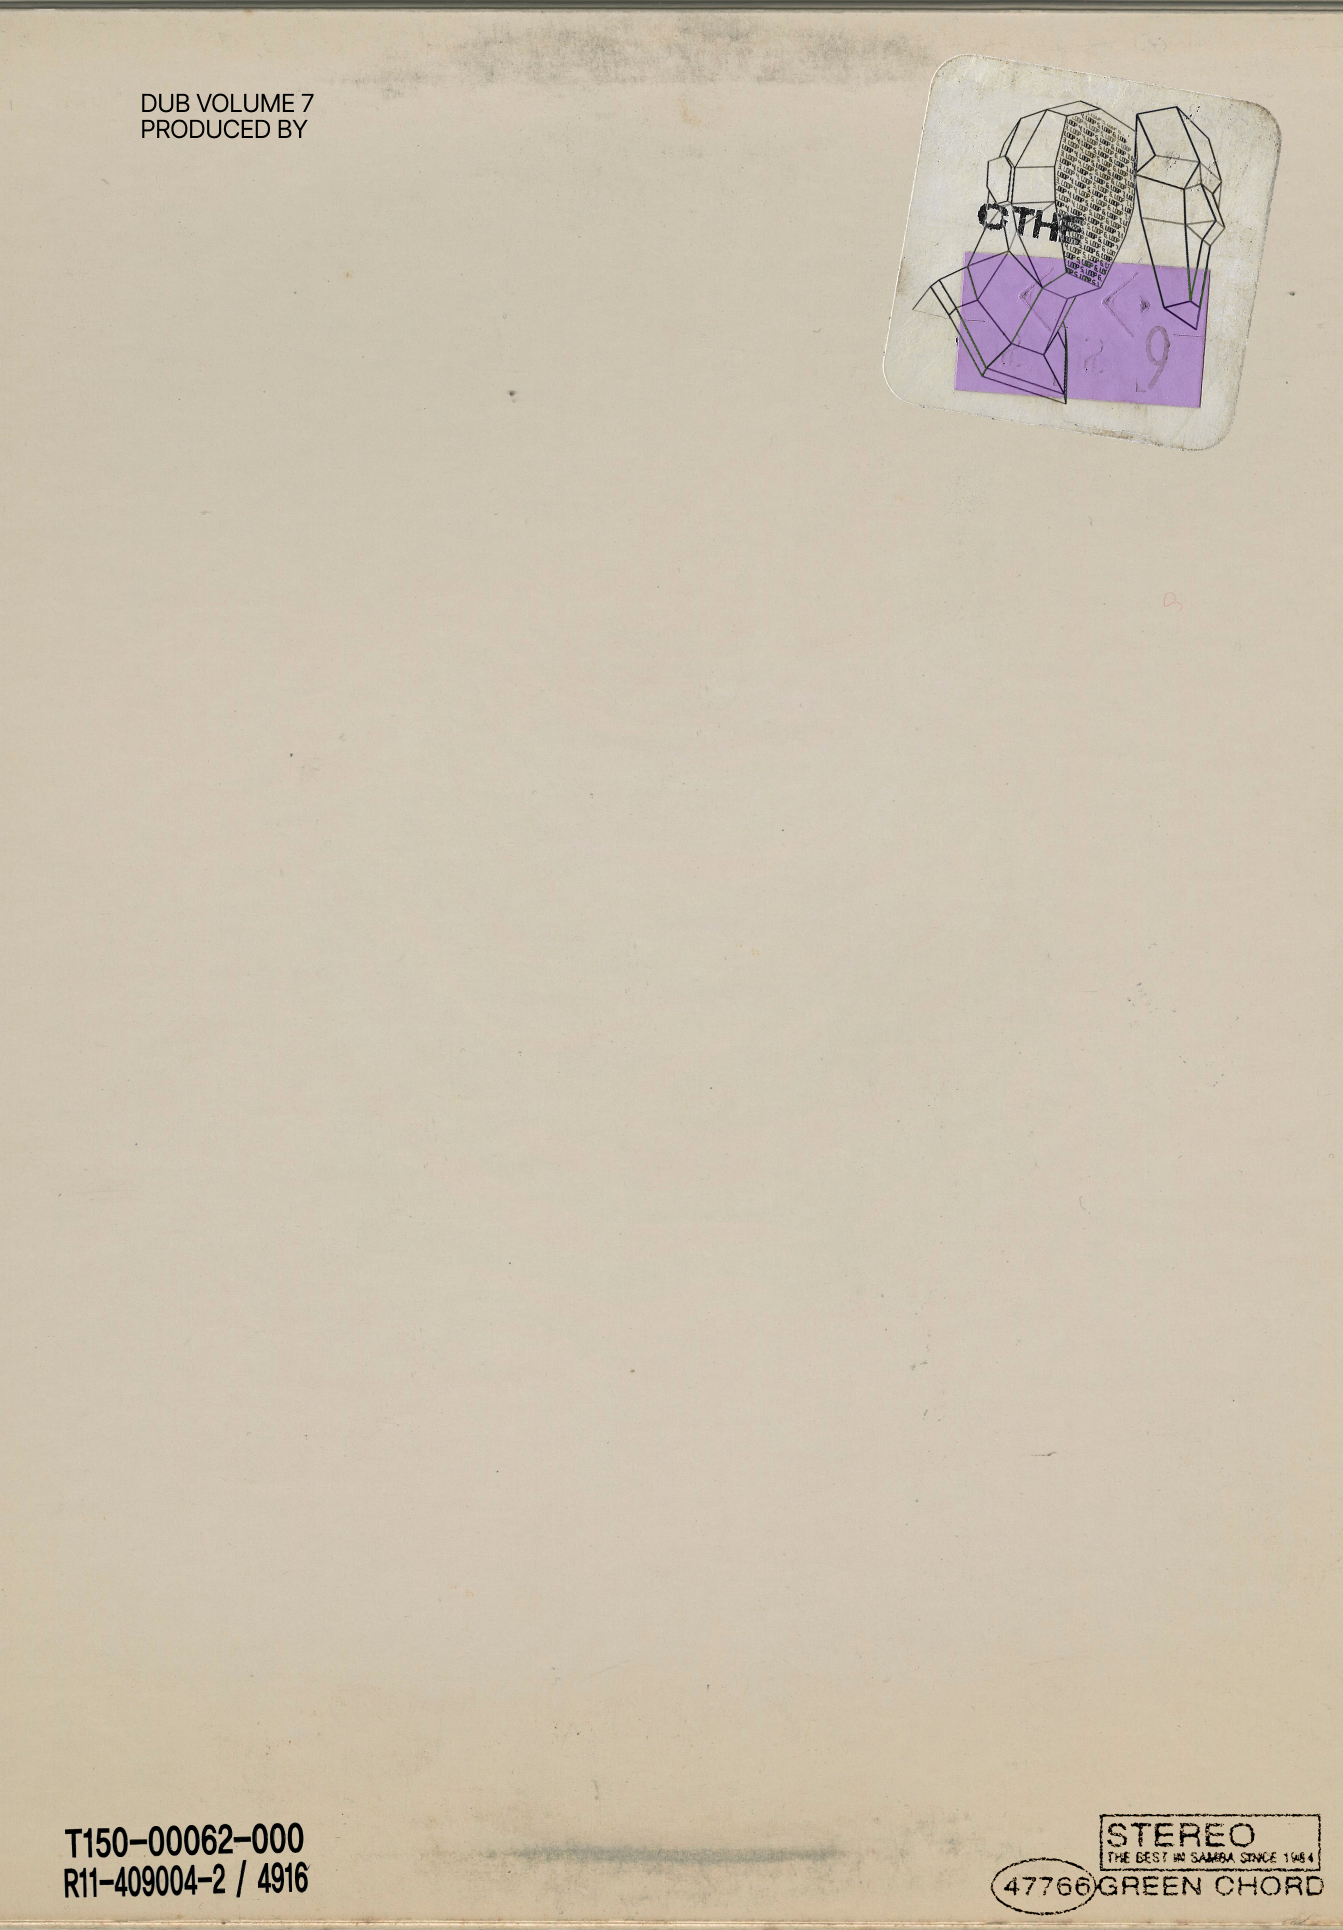 DUB VOLUME 7
PRODUCED BY
9
T150-00062-000
R11-409004-2 / 4916
STEREO
THE BEST IN SAMBA SINCE 1984
47766
GREEN CHORD